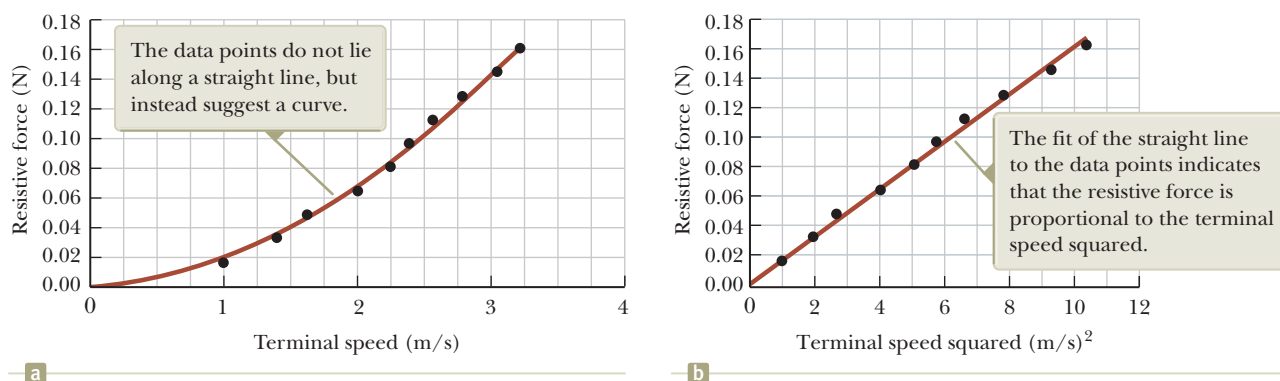 0.18
0.16
0.14
0.12
0.10
0.08
0.06
0.04
0.02
0.00
Resistive force (N)
The data points do not lie
along a straight line, but
instead suggest a curve.
0 1 2 3 4
Terminal speed (m/s)
a
0.18
0.16
0.14
0.12
0.10
0.08
0.06
0.04
0.02
0.00
Resistive force (N)
The fit of the straight line
to the data points indicates
that the resistive force is
proportional to the terminal
speed squared.
0 2 4 6 8 10 12
Terminal speed squared (m/s)²
b